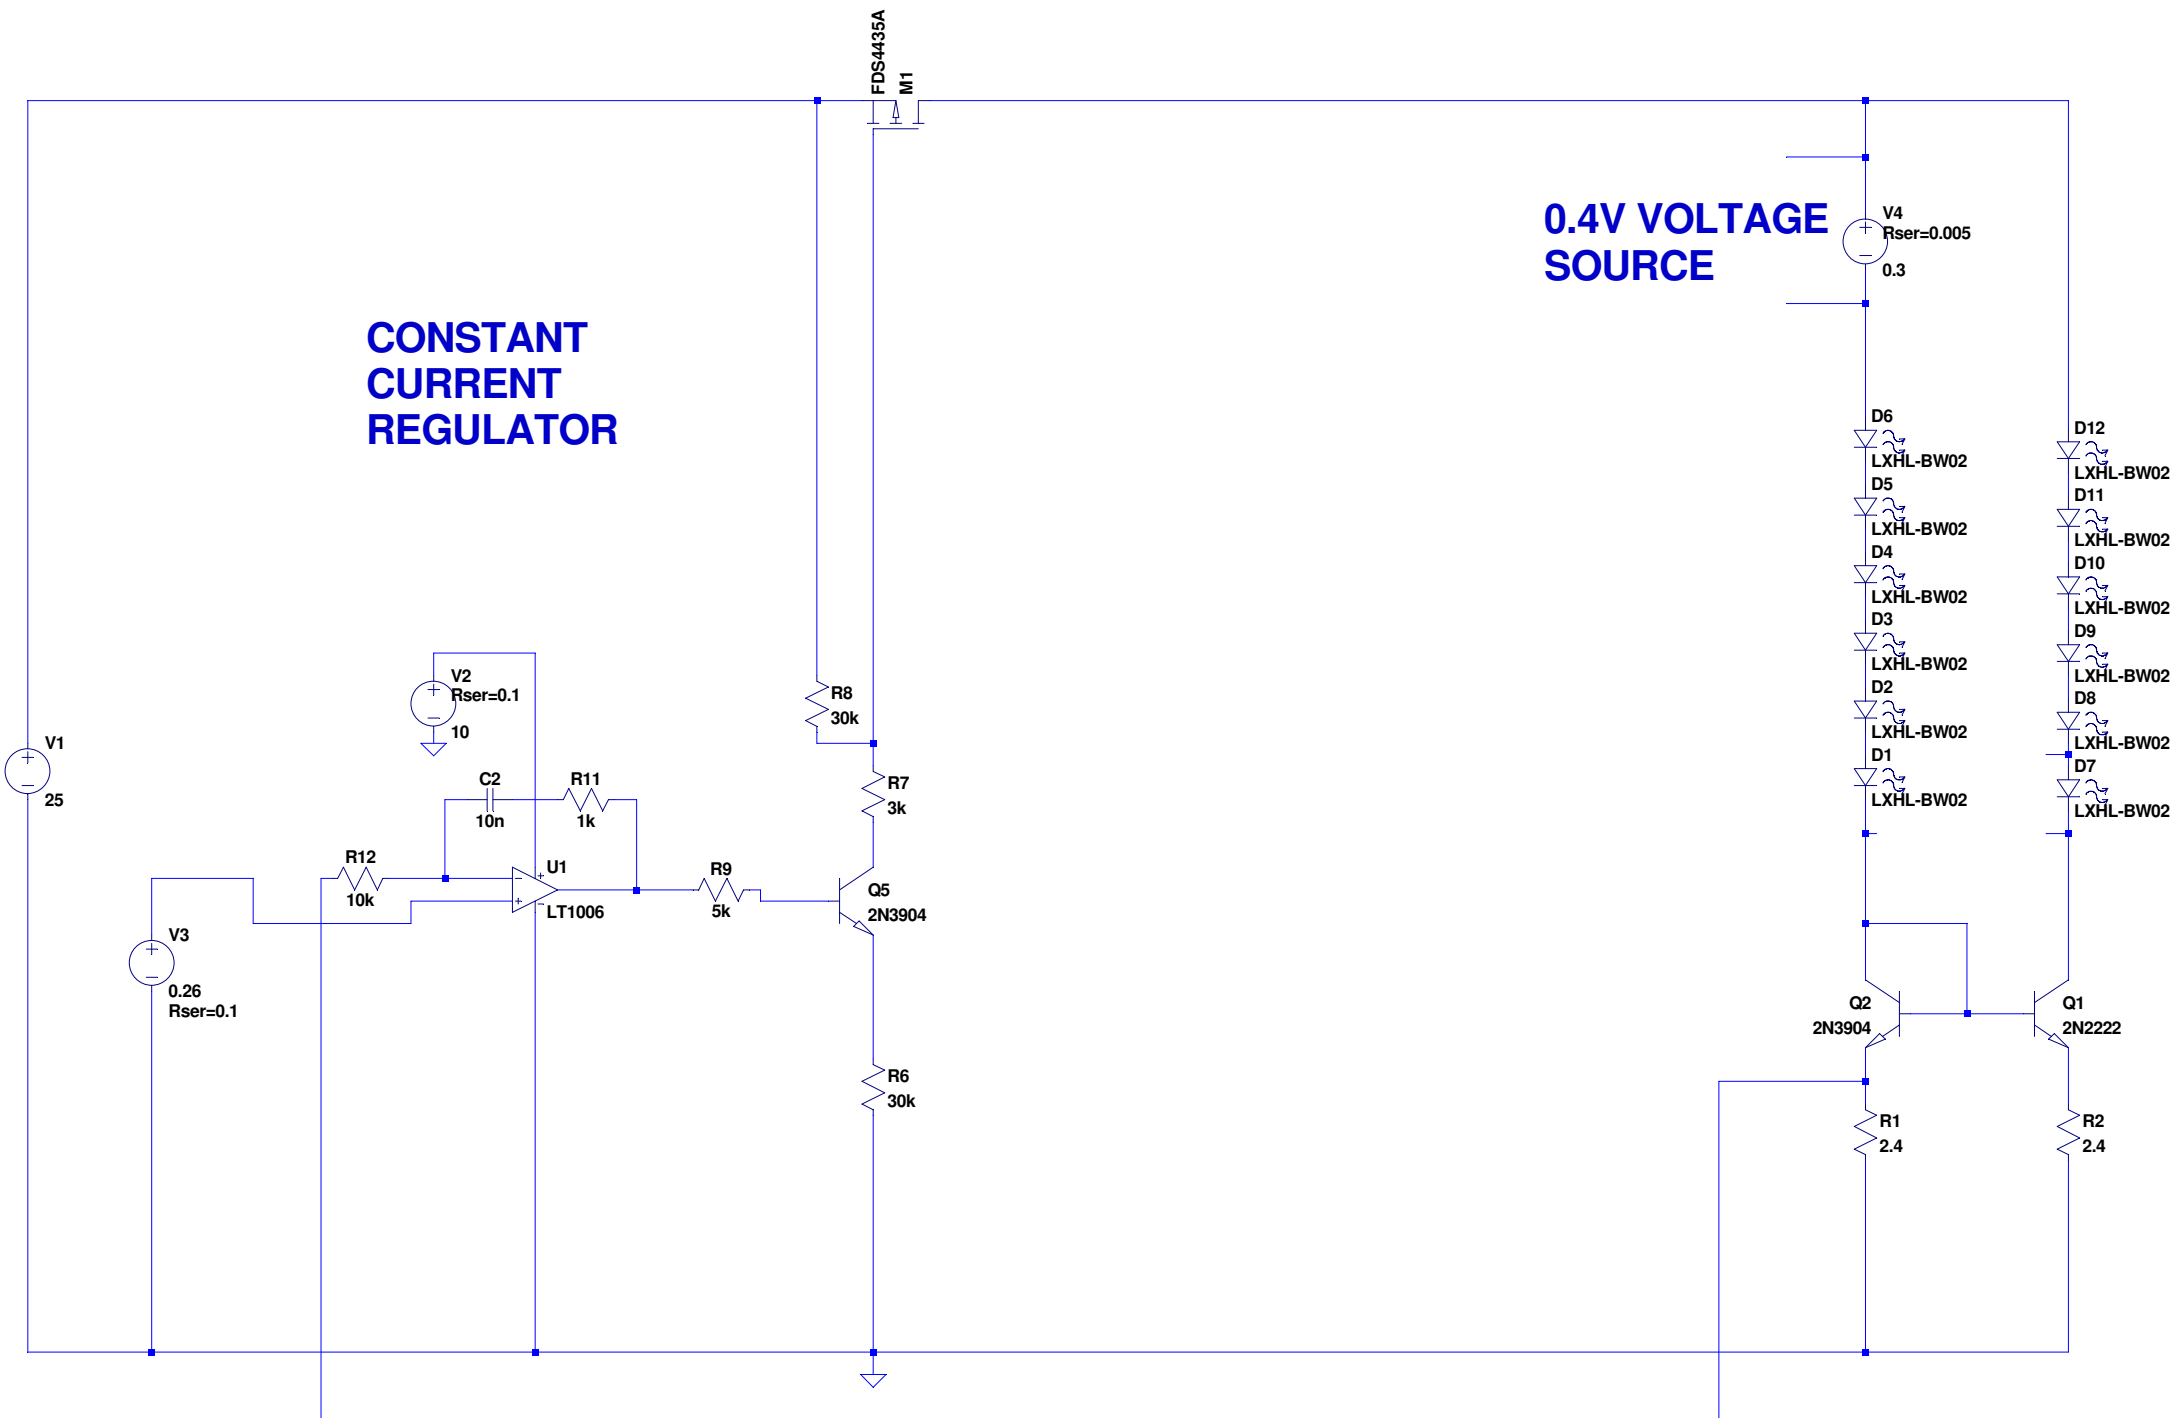 FDS4435A
M1
0.4V VOLTAGE
SOURCE
V4
Rser=0.005
0.3
CONSTANT
CURRENT
REGULATOR
D6
LXHL-BW02
D5
LXHL-BW02
D4
LXHL-BW02
D3
LXHL-BW02
D2
LXHL-BW02
D1
LXHL-BW02
D12
LXHL-BW02
D11
LXHL-BW02
D10
LXHL-BW02
D9
LXHL-BW02
D8
LXHL-BW02
D7
LXHL-BW02
V2
Rser=0.1
10
R8
30k
V1
25
C2
10n
R11
1k
R7
3k
R12
10k
U1
LT1006
R9
5k
Q5
2N3904
V3
0.26
Rser=0.1
Q2
2N3904
Q1
2N2222
R6
30k
R1
2.4
R2
2.4